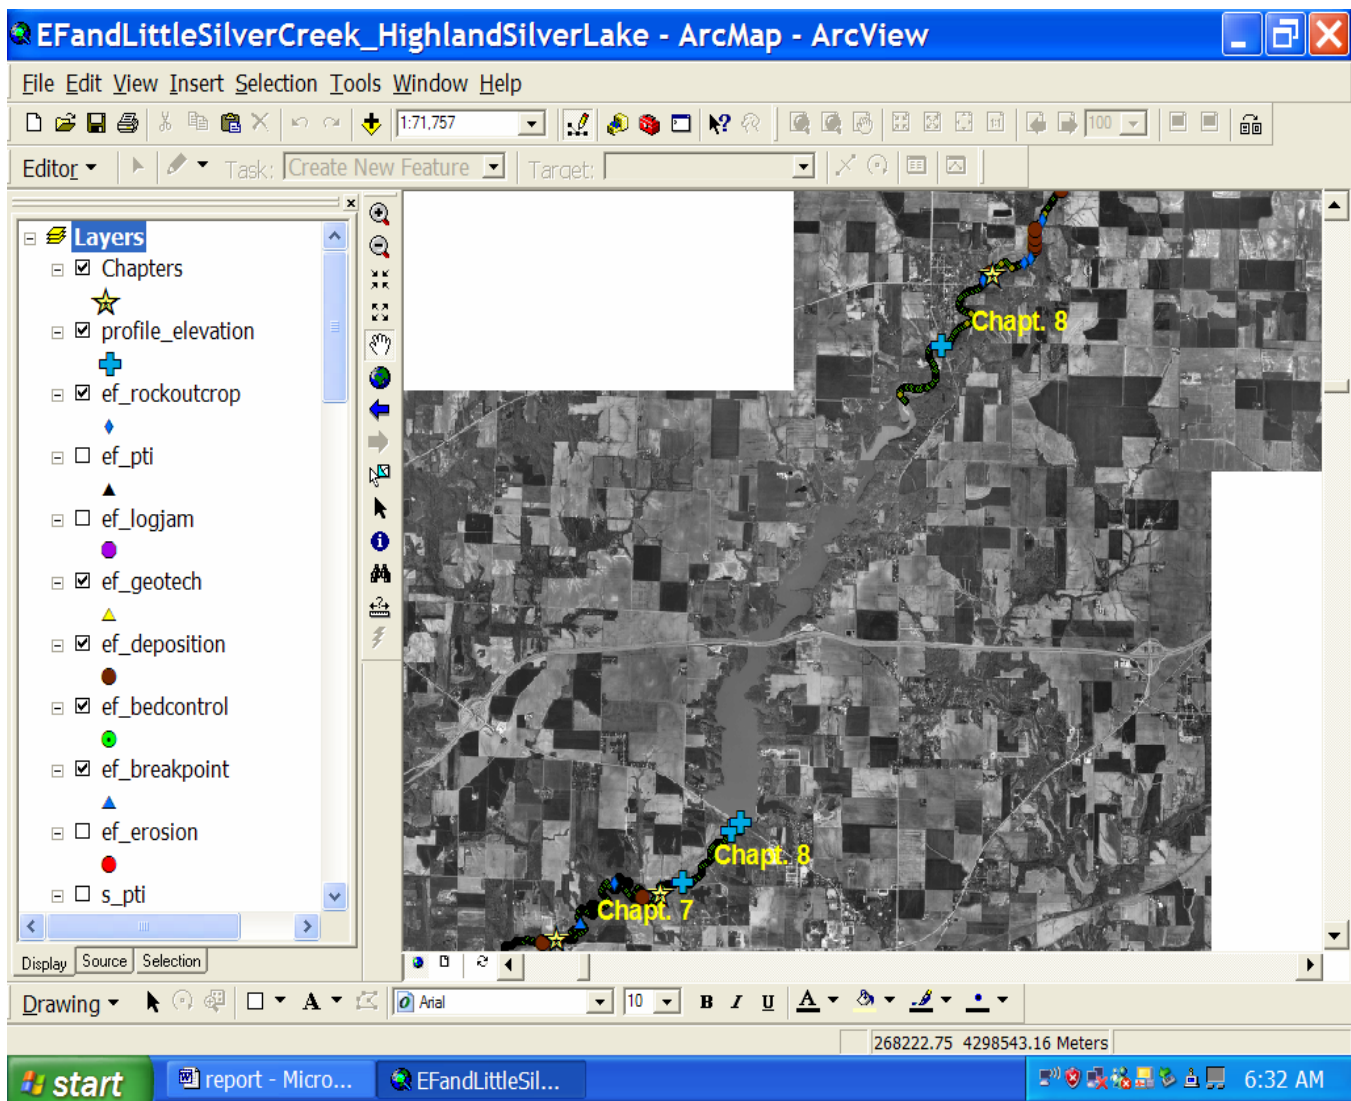 EFandLittleSilverCreek_HighlandSilverLake - ArcMap - ArcView
File Edit View Insert Selection Tools Window Help
1:71,757
100
Editor Task: Create New Feature Target:
Layers
Chapters
profile_elevation
ef_rockoutcrop
ef_pti
ef_logjam
ef_geotech
ef_deposition
ef_bedcontrol
ef_breakpoint
ef_erosion
s_pti
Chapt. 8
Chapt. 8
Chapt. 7
Display Source Selection
Drawing A Arial 10 B I U A
268222.75 4298543.16 Meters
start report - Micro... EFandLittleSil... 6:32 AM